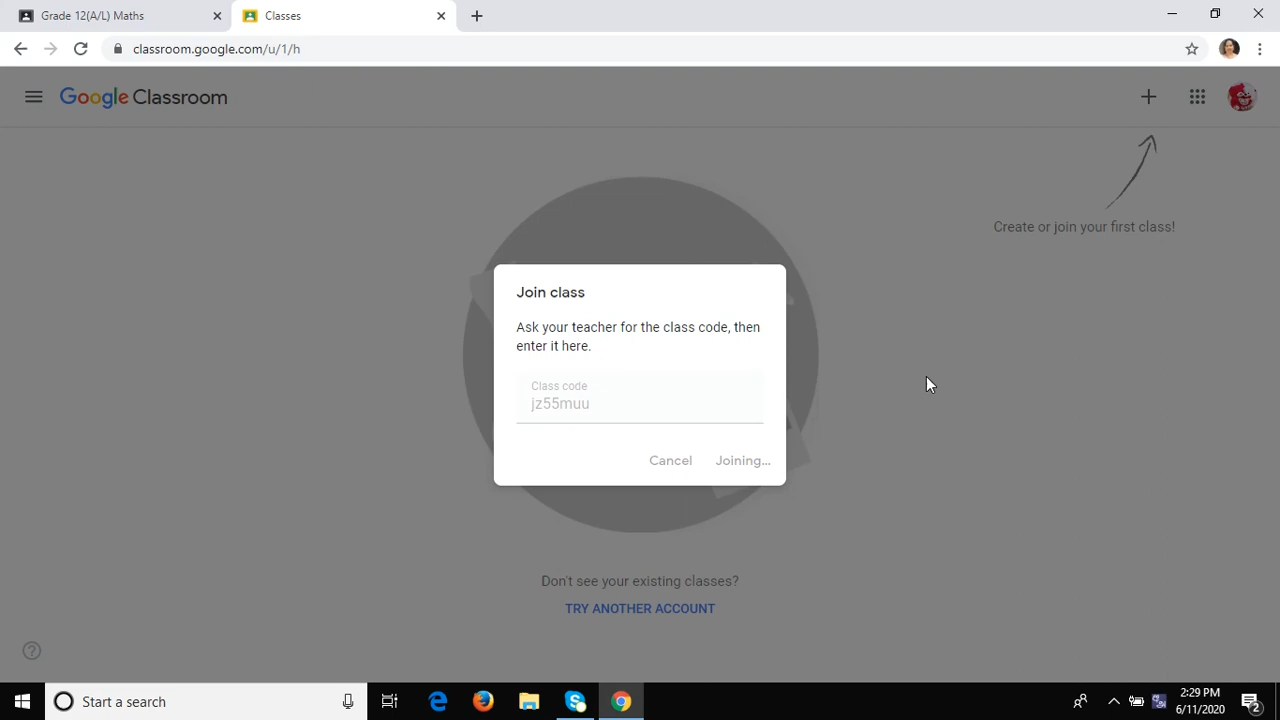 Grade 12(A/L) Maths
Classes
classroom.google.com/u/1/h
Google Classroom
Create or join your first class!
Join class
Ask your teacher for the class code, then
enter it here.
Class code
jz55muu
Cancel
Joining...
Don't see your existing classes?
TRY ANOTHER ACCOUNT
Start a search
2:29 PM
6/11/2020
2